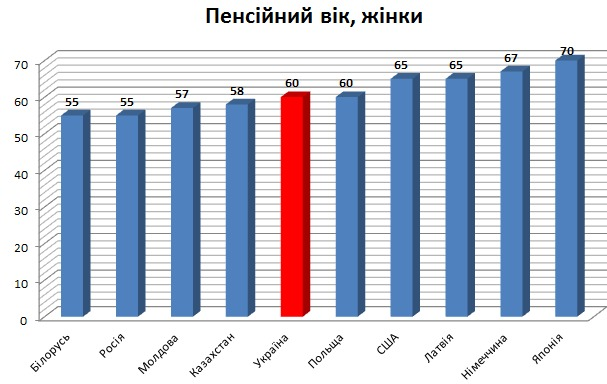 Пенсійний вік, жінки
70
60
50
40
30
20
10
0
55
55
57
58
60
60
65
65
67
70
Білорусь
Росія
Молдова
Казахстан
Україна
Польща
США
Латвія
Німеччина
Японія